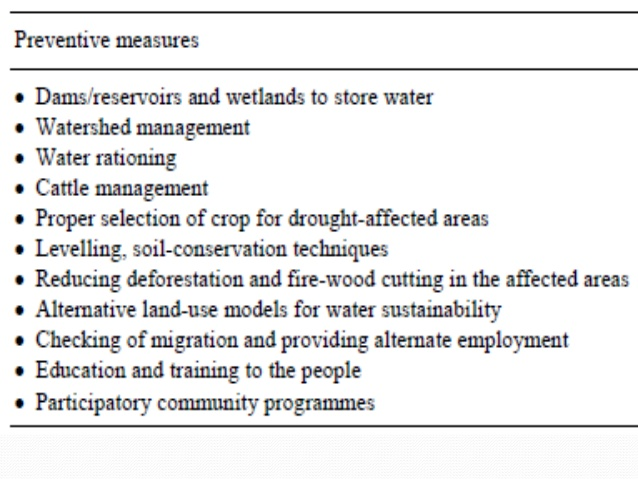 Preventive measures
• Dams/reservoirs and wetlands to store water
• Watershed management
• Water rationing
• Cattle management
• Proper selection of crop for drought-affected areas
• Levelling, soil-conservation techniques
• Reducing deforestation and fire-wood cutting in the affected areas
• Alternative land-use models for water sustainability
• Checking of migration and providing alternate employment
• Education and training to the people
• Participatory community programmes